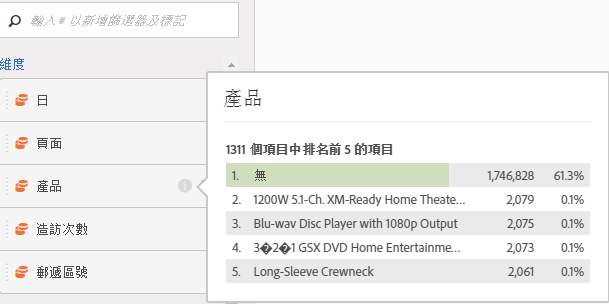 輸入 # 以新增篩選器及標記
維度
日
頁面
產品
造訪次數
郵遞區號
產品
1311 個項目中排名前 5 的項目
1. 無 1,746,828 61.3%
2. 1200W 5.1-Ch. XM-Ready Home Theate... 2,079 0.1%
3. Blu-wav Disc Player with 1080p Output 2,075 0.1%
4. 3�2�1 GSX DVD Home Entertainme... 2,073 0.1%
5. Long-Sleeve Crewneck 2,061 0.1%